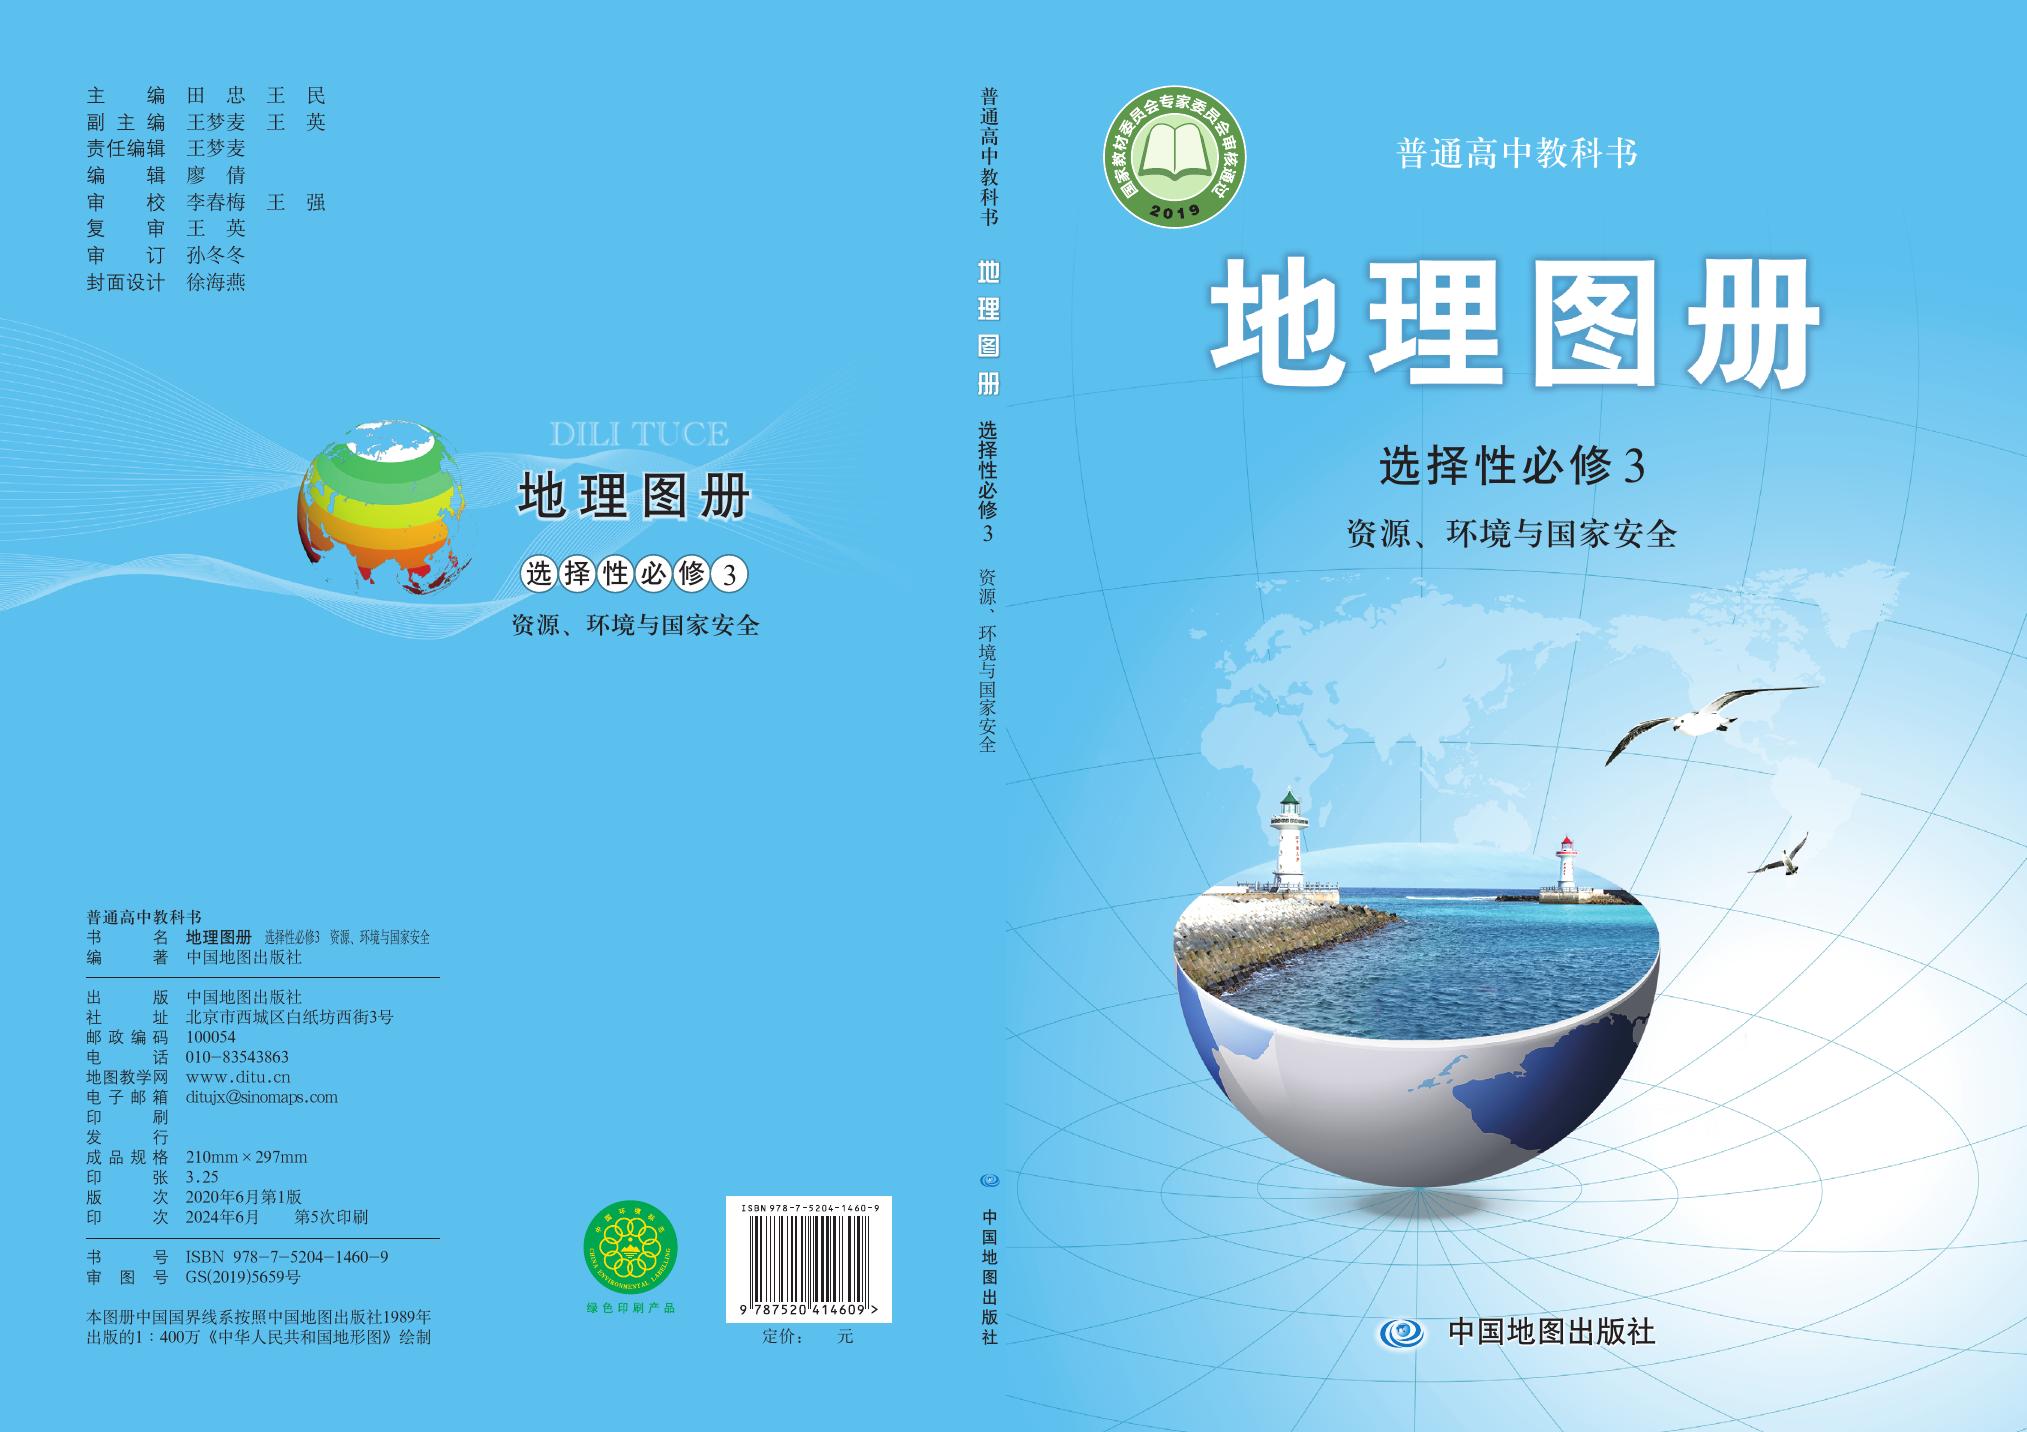 主 编 田 忠 王 民
副主编 王梦麦 王 英
责任编辑 王梦麦
编 辑 廖 倩
审 校 李春梅 王 强
复 审 王 英
审 订 孙冬冬
封面设计 徐海燕
DILI TUCE
地理图册
选择性必修3
资源、环境与国家安全
普通高中教科书
书 名 地理图册 选择性必修3 资源、环境与国家安全
编 著 中国地图出版社
出 版 中国地图出版社
社 址 北京市西城区白纸坊西街3号
邮政编码 100054
电 话 010-83543863
地图教学网 www.ditu.cn
电子邮箱 ditujx@sinomaps.com
印 刷
发 行
成品规格 210mm×297mm
印 张 3.25
版 次 2020年6月第1版
印 次 2024年6月 第5次印刷
书 号 ISBN 978-7-5204-1460-9
审图号 GS(2019)5659号
本图册中国国界线系按照中国地图出版社1989年
出版的1：400万《中华人民共和国地形图》绘制
中国环境标志
CHINA ENVIRONMENTAL LABELLING
绿色印刷产品
ISBN 978-7-5204-1460-9
9 787520 414609 >
定价： 元
普通高中教科书
地理图册
选择性必修3
资源、环境与国家安全
中国地图出版社
国家教材委员会专家委员会审核通过
2019
普通高中教科书
地理图册
选择性必修3
资源、环境与国家安全
中国地图出版社